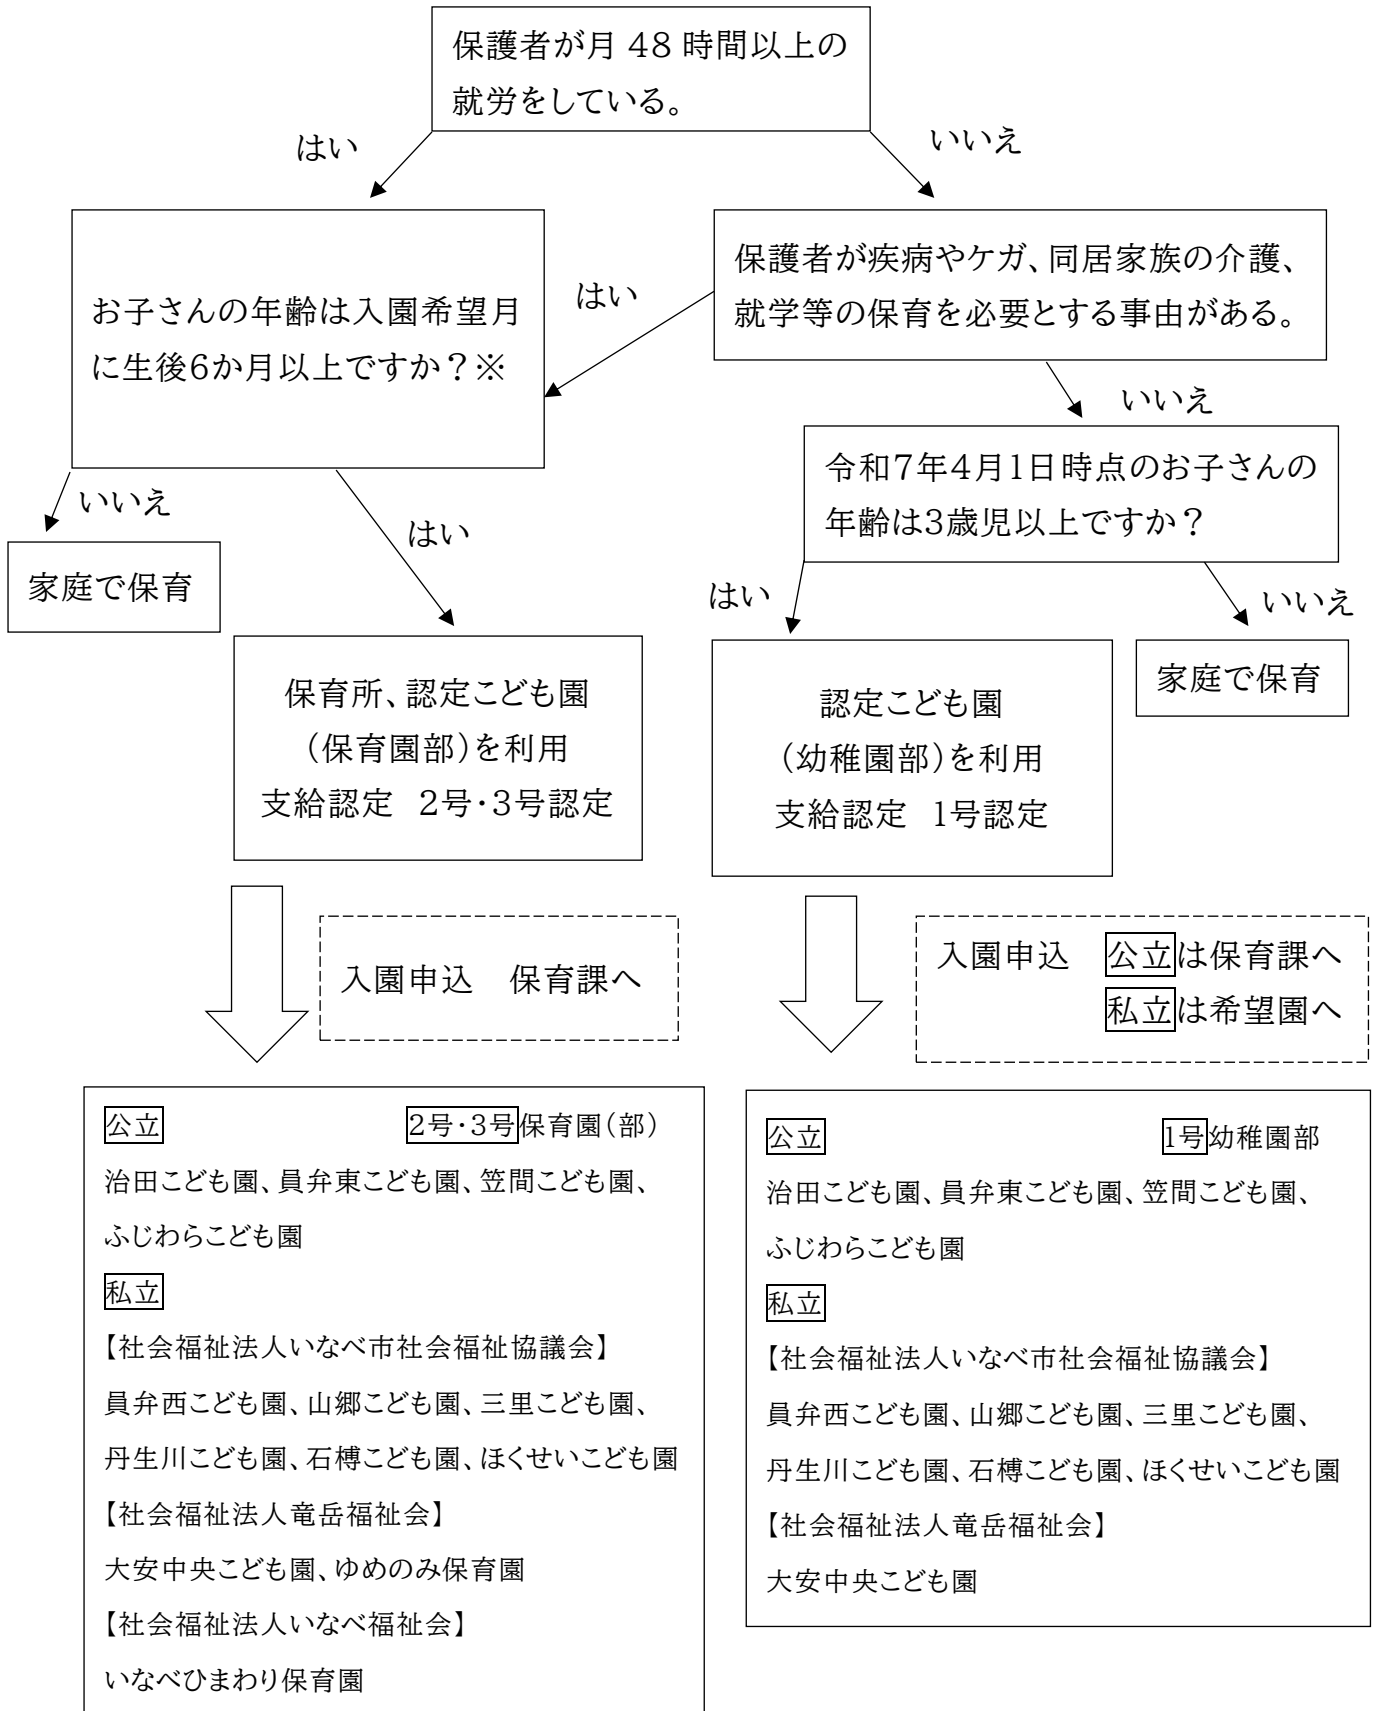 保護者が月 48 時間以上の
就労をしている。
はい
いいえ
お子さんの年齢は入園希望月
に生後6か月以上ですか？※
はい
保護者が疾病やケガ、同居家族の介護、
就学等の保育を必要とする事由がある。
いいえ
令和7年4月1日時点のお子さんの
年齢は3歳児以上ですか？
いいえ
はい
家庭で保育
はい
いいえ
家庭で保育
保育所、認定こども園
（保育園部）を利用
支給認定　2号・3号認定
認定こども園
（幼稚園部）を利用
支給認定　1号認定
入園申込　保育課へ
入園申込　公立は保育課へ
私立は希望園へ
公立　2号・3号保育園（部）
治田こども園、員弁東こども園、笠間こども園、
ふじわらこども園
私立
【社会福祉法人いなべ市社会福祉協議会】
員弁西こども園、山郷こども園、三里こども園、
丹生川こども園、石榑こども園、ほくせいこども園
【社会福祉法人竜岳福祉会】
大安中央こども園、ゆめのみ保育園
【社会福祉法人いなべ福祉会】
いなべひまわり保育園
公立　1号幼稚園部
治田こども園、員弁東こども園、笠間こども園、
ふじわらこども園
私立
【社会福祉法人いなべ市社会福祉協議会】
員弁西こども園、山郷こども園、三里こども園、
丹生川こども園、石榑こども園、ほくせいこども園
【社会福祉法人竜岳福祉会】
大安中央こども園